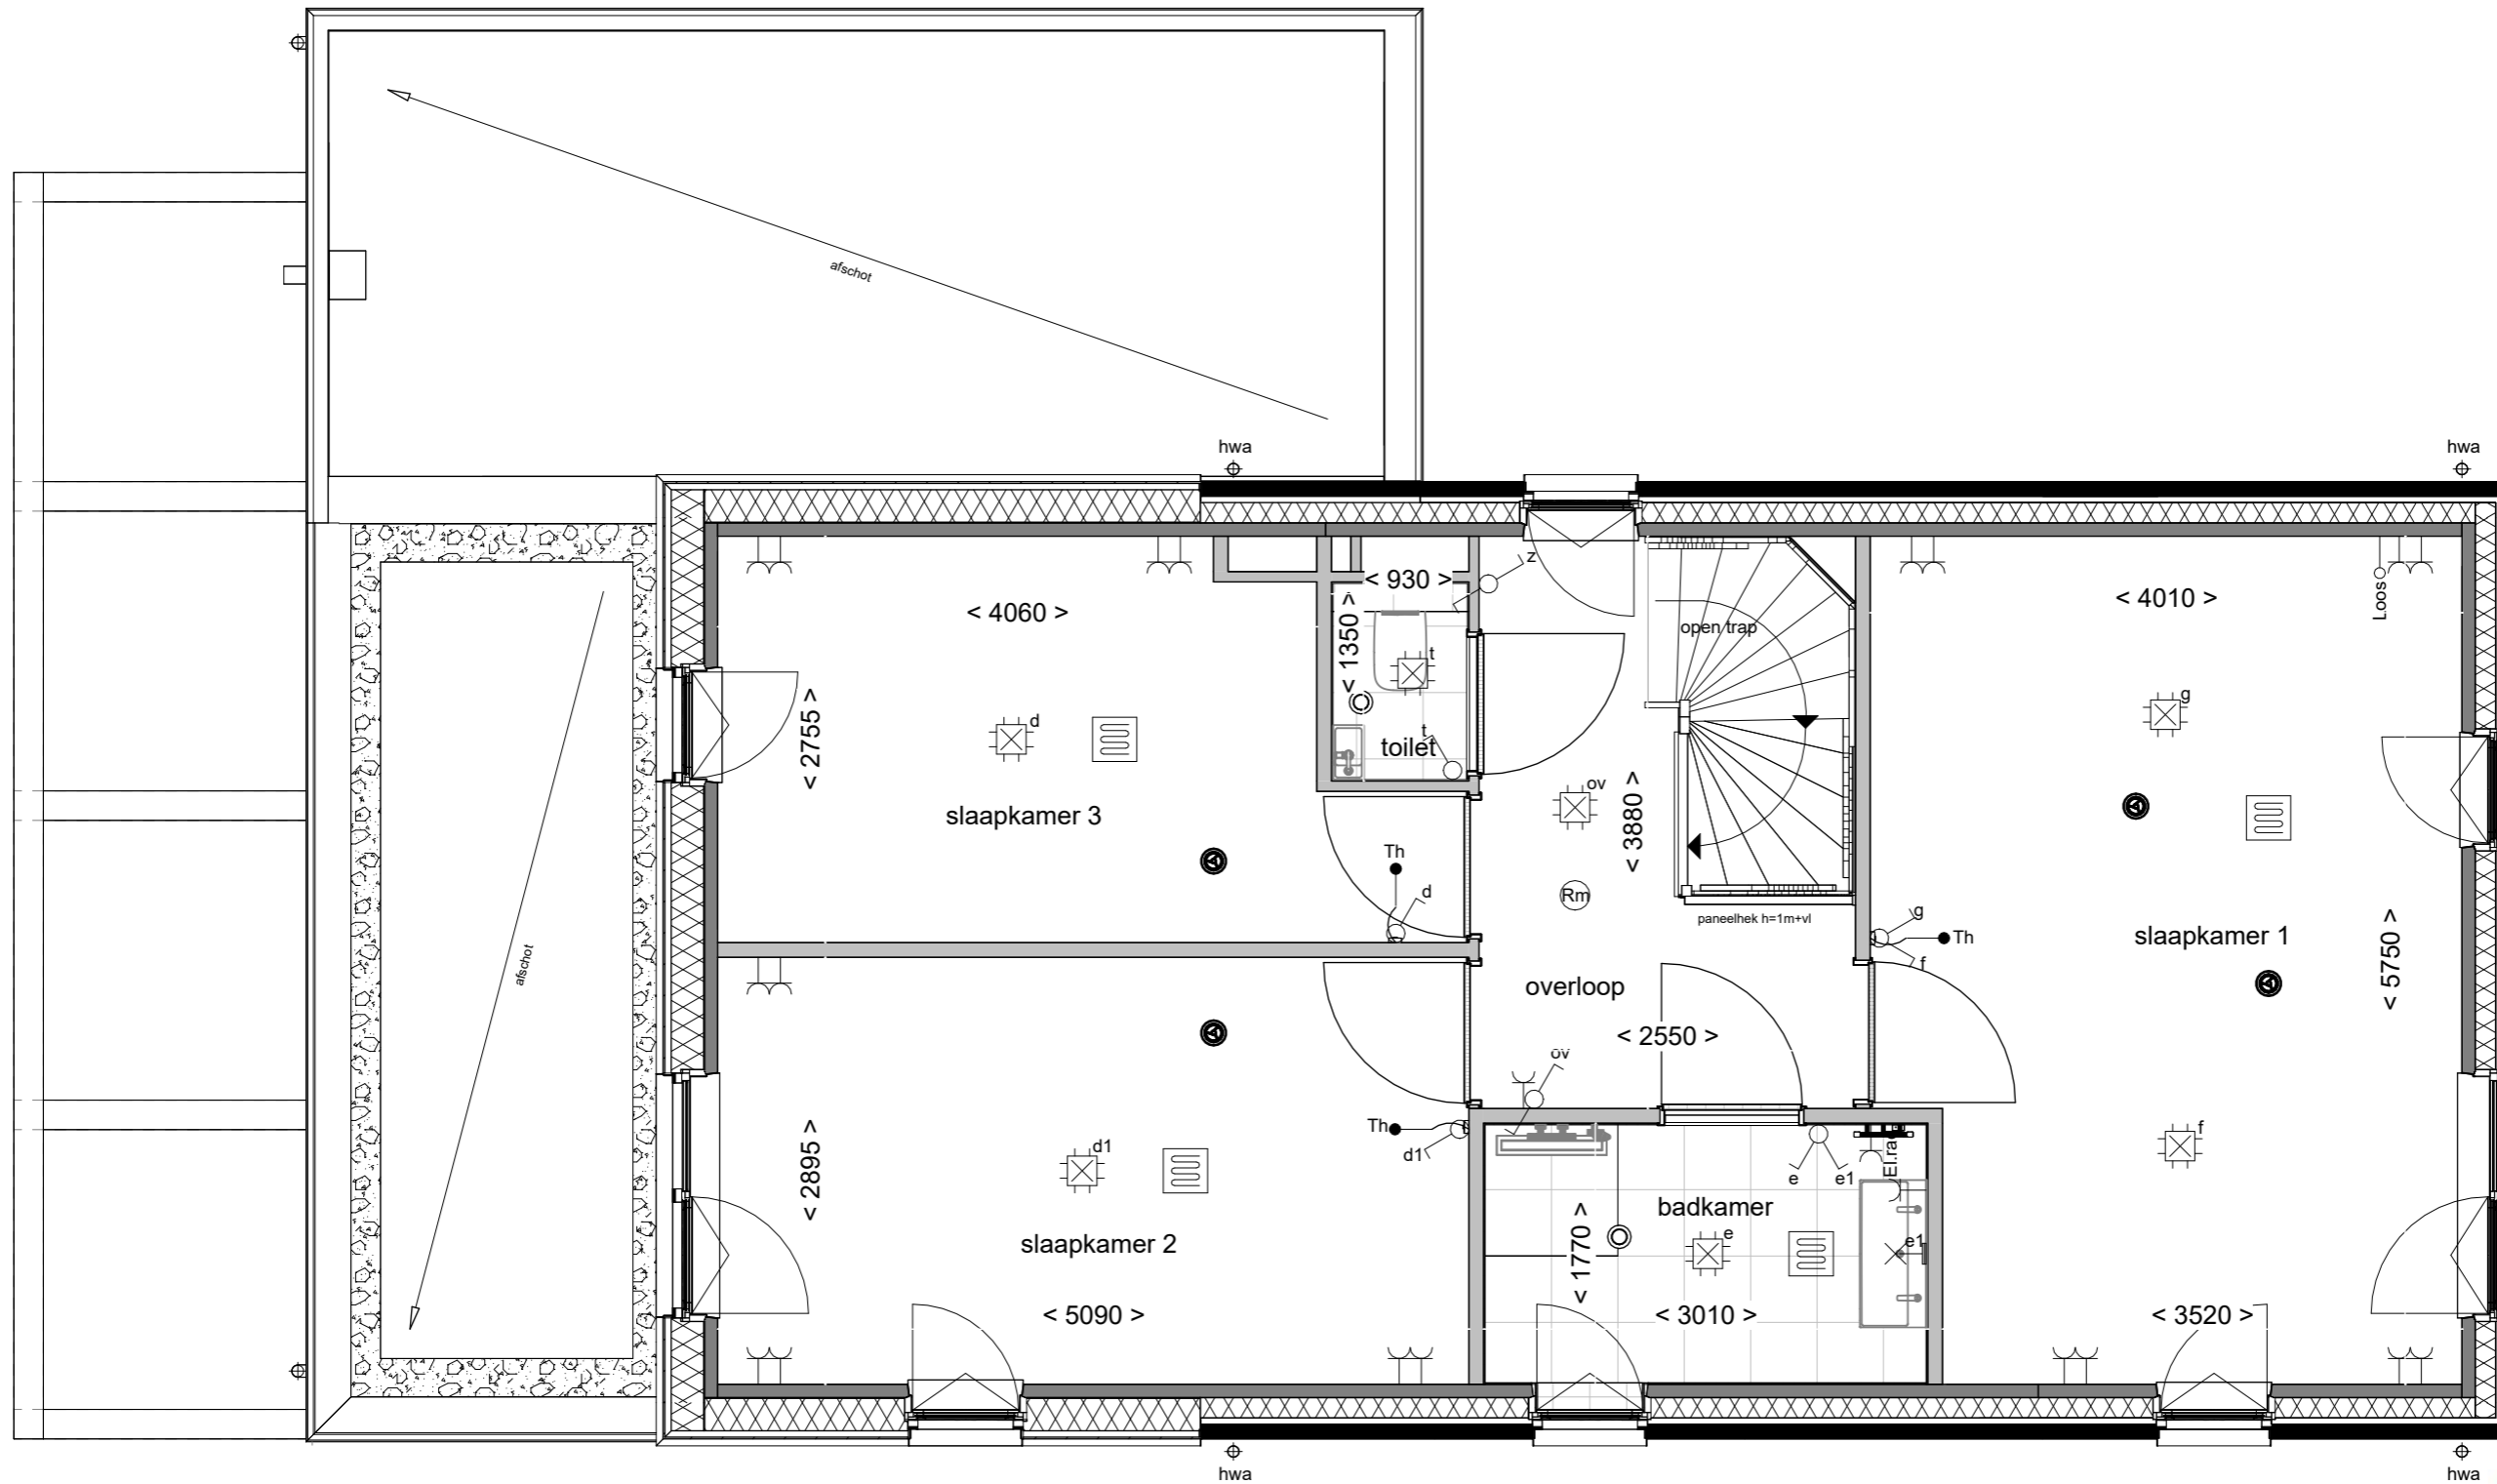 afschot
hwa
hwa
z
< 930 >
< 4060 >
< 1350 >
< 4010 >
Loos
open trap
t
g
d
< 2755 >
t
toilet
ov
slaapkamer 3
< 3880 >
Th
d
Rm
paneelhek h=1m+vl
g
Th
slaapkamer 1
f
< 5750 >
afschot
overloop
< 2550 >
ov
Th
d1
d1
< 2895 >
f
El.rad
e
e1
badkamer
slaapkamer 2
< 1770 >
e
e1
< 5090 >
< 3010 >
< 3520 >
hwa
hwa